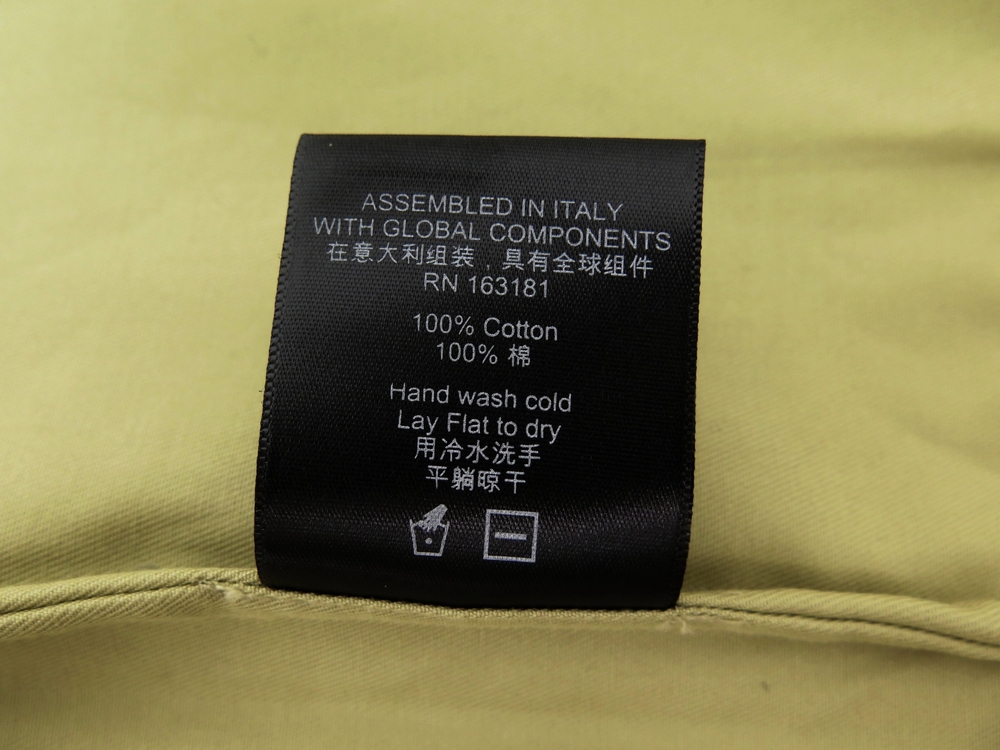 ASSEMBLED IN ITALY
WITH GLOBAL COMPONENTS
在意大利组装，具有全球组件
RN 163181
100% Cotton
100% 棉
Hand wash cold
Lay Flat to dry
用冷水洗手
平躺晾干